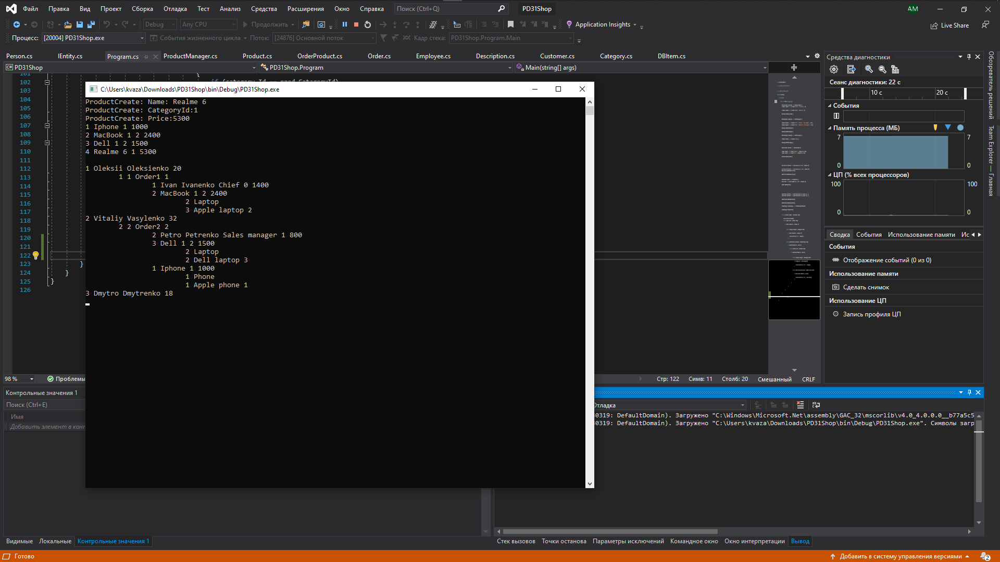 Файл Правка Вид Проект Сборка Отладка Тест Анализ Средства Расширения Окно Справка Поиск (Ctrl+Q) PD31Shop AM
Debug Any CPU Продолжить Application Insights Live Share
Процесс: [20004] PD31Shop.exe События жизненного цикла Поток: [24876] Основной поток Кадр стека: PD31Shop.Program.Main
Person.cs IEntity.cs Program.cs ProductManager.cs Product.cs OrderProduct.cs Order.cs Employee.cs Description.cs Customer.cs Category.cs DBItem.cs
PD31Shop PD31Shop.Program Main(string[] args)
101 {
102
103
104
105
106
107
108
109
110
111
112
113
114
115
116
117
118
119
120
121
122
123 }
124 }
125 }
126
C:\Users\kvaza\Downloads\PD31Shop\bin\Debug\PD31Shop.exe
ProductCreate: Name: Realme 6
ProductCreate: CategoryId:1
ProductCreate: Price:5300
1 Iphone 1 1000
2 MacBook 1 2 2400
3 Dell 1 2 1500
4 Realme 6 1 5300
1 Oleksii Oleksienko 20
1 1 Order1 1
1 Ivan Ivanenko Chief 0 1400
2 MacBook 1 2 2400
2 Laptop
3 Apple laptop 2
2 Vitaliy Vasylenko 32
2 2 Order2 2
2 Petro Petrenko Sales manager 1 800
3 Dell 1 2 1500
2 Laptop
2 Dell laptop 3
1 Iphone 1 1000
1 Phone
1 Apple phone 1
3 Dmytro Dmytrenko 18
98 % Проблемы
Стр: 122 Симв: 11 Столб: 20 Смешанный CRLF
Средства диагностики
Сеанс диагностики: 22 с
10 с 20 с
События
Память процесса (МБ)
7 7
0 0
ЦП (% всех процессоров)
100 100
0 0
Сводка События Использование памяти Ис
События
Отображение событий (0 из 0)
Использование памяти
Сделать снимок
Использование ЦП
Запись профиля ЦП
Обозреватель решений
Team Explorer — Главная
Контрольные значения 1
Поиск (Ctrl+E)
Имя
Добавить элемент в конт
Отладка
30319: DefaultDomain). Загружено "C:\Windows\Microsoft.Net\assembly\GAC_32\mscorlib\v4.0_4.0.0.0__b77a5c5
30319: DefaultDomain). Загружено "C:\Users\kvaza\Downloads\PD31Shop\bin\Debug\PD31Shop.exe". Символы загр
Видимые Локальные Контрольные значения 1
Стек вызовов Точки останова Параметры исключений Командное окно Окно интерпретации Вывод
Готово
Добавить в систему управления версиями 2